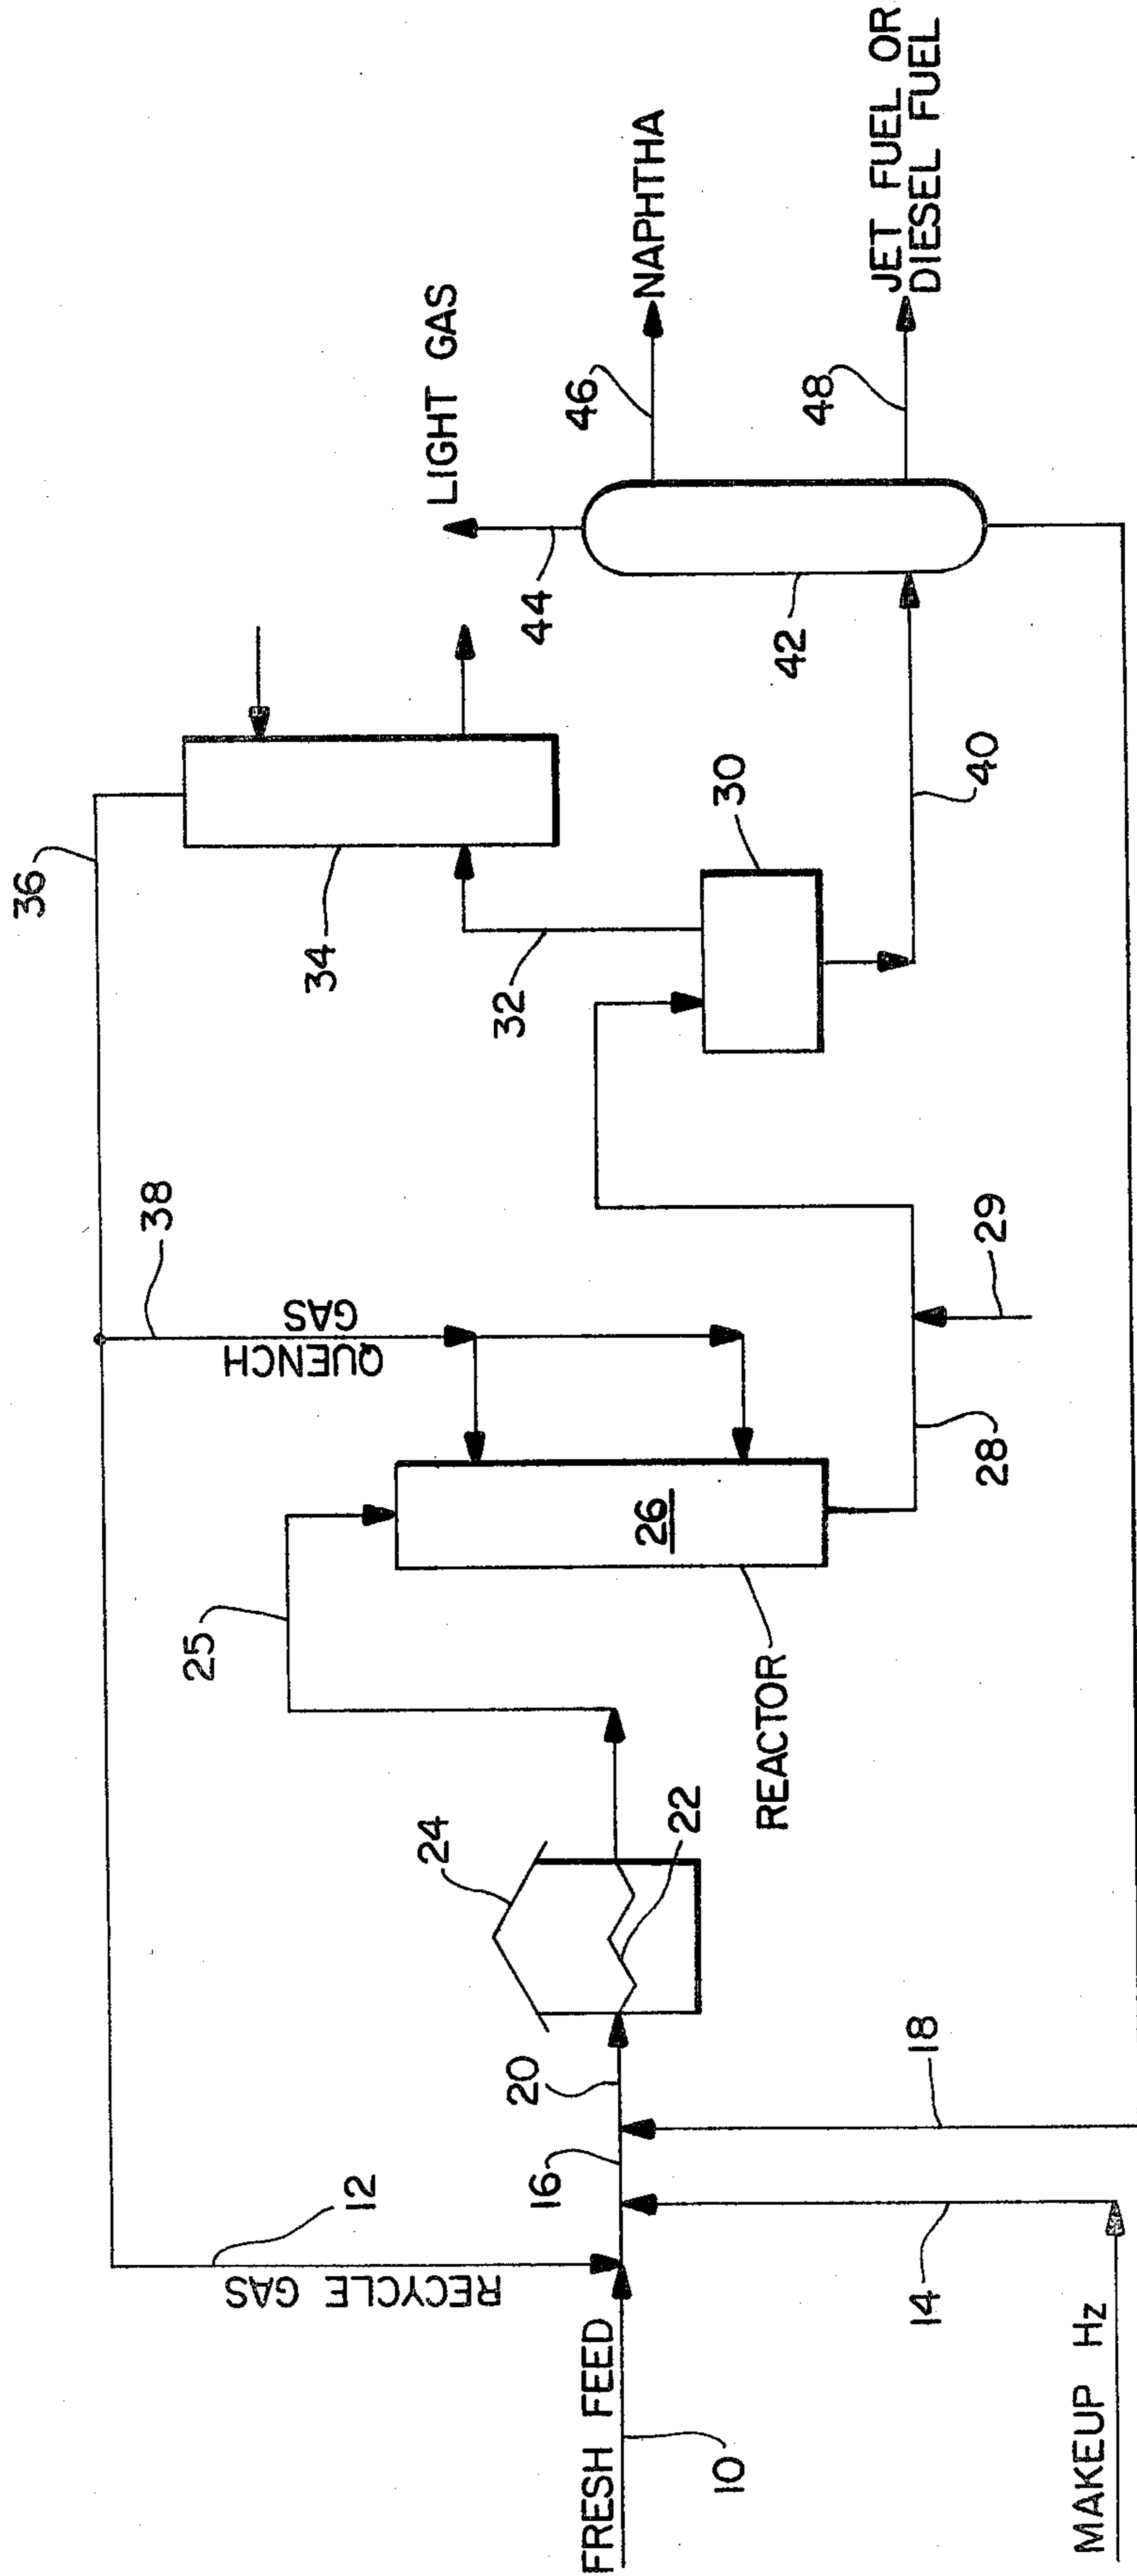 36
LIGHT GAS
44
NAPHTHA
46
JET FUEL OR
DIESEL FUEL
48
42
34
32
30
40
38
QUENCH
GAS
29
28
25
26
REACTOR
24
22
20
18
16
12
RECYCLE GAS
14
FRESH FEED
10
MAKEUP Hz